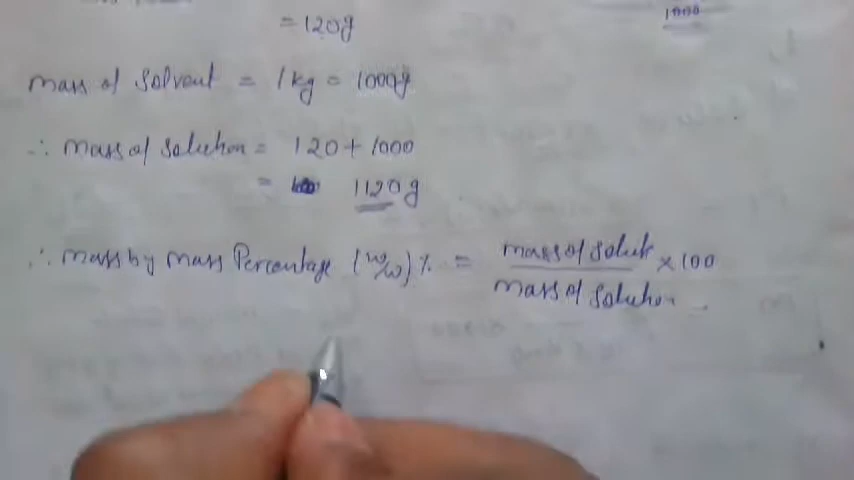 1000
= 120g
mass of Solvent = 1kg = 1000g
∴ mass of solution = 120 + 1000
= 1120g
∴ mass by mass Percentage (w/w) % = mass of solute × 100
mass of solution